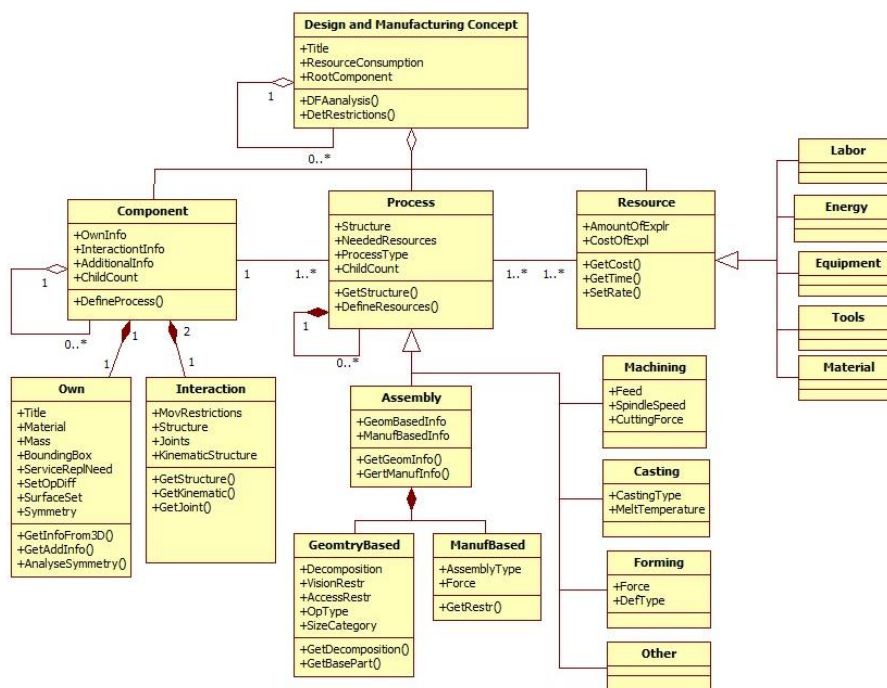 Design and Manufacturing Concept
+Title
+ResourceConsumption
+RootComponent
+DFAanalysis()
+DetRestrictions()
1
0..*
Component
+OwnInfo
+InteractiontInfo
+AdditionalInfo
+ChildCount
+DefineProcess()
1
0..*
1
1..*
Process
+Structure
+NeededResources
+ProcessType
+ChildCount
+GetStructure()
+DefineResources()
1
0..*
1..*
1..*
Resource
+AmountOfExplr
+CostOfExpl
+GetCost()
+GetTime()
+SetRate()
Labor
Energy
Equipment
Tools
Material
1
1
2
1
Own
+Title
+Material
+Mass
+BoundingBox
+ServiceReplNeed
+SetOpDiff
+SurfaceSet
+Symmetry
+GetInfoFrom3D()
+GetAddInfo()
+AnalyseSymmetry()
Interaction
+MovRestrictions
+Structure
+Joints
+KinematicStructure
+GetStructure()
+GetKinematic()
+GetJoint()
Assembly
+GeomBasedInfo
+ManufBasedInfo
+GetGeomInfo()
+GertManufInfo()
GeomtryBased
+Decomposition
+VisionRestr
+AccessRestr
+OpType
+SizeCategory
+GetDecomposition()
+GetBasePart()
ManufBased
+AssemblyType
+Force
+GetRestr()
Machining
+Feed
+SpindleSpeed
+CuttingForce
Casting
+CastingType
+MeltTemperature
Forming
+Force
+DefType
Other